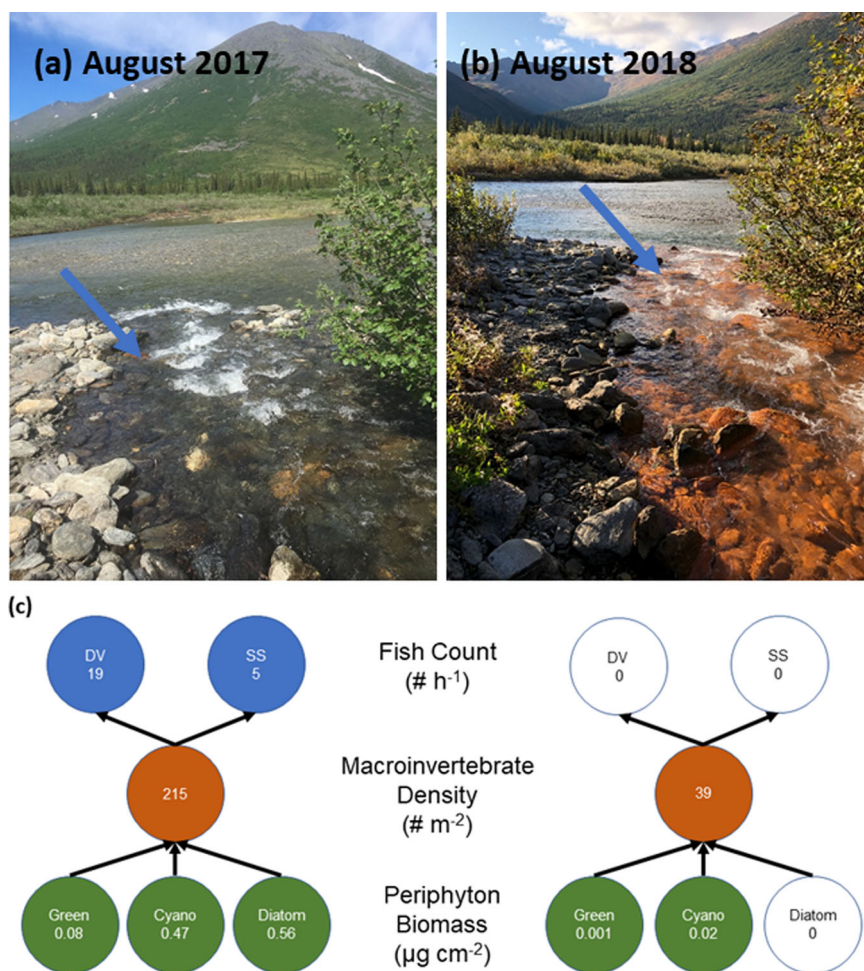 (a) August 2017
(b) August 2018
(c)
DV
19
SS
5
Fish Count
(# h-1)
DV
0
SS
0
215
Macroinvertebrate
Density
(# m-2)
39
Green
0.08
Cyano
0.47
Diatom
0.56
Periphyton
Biomass
(µg cm-2)
Green
0.001
Cyano
0.02
Diatom
0